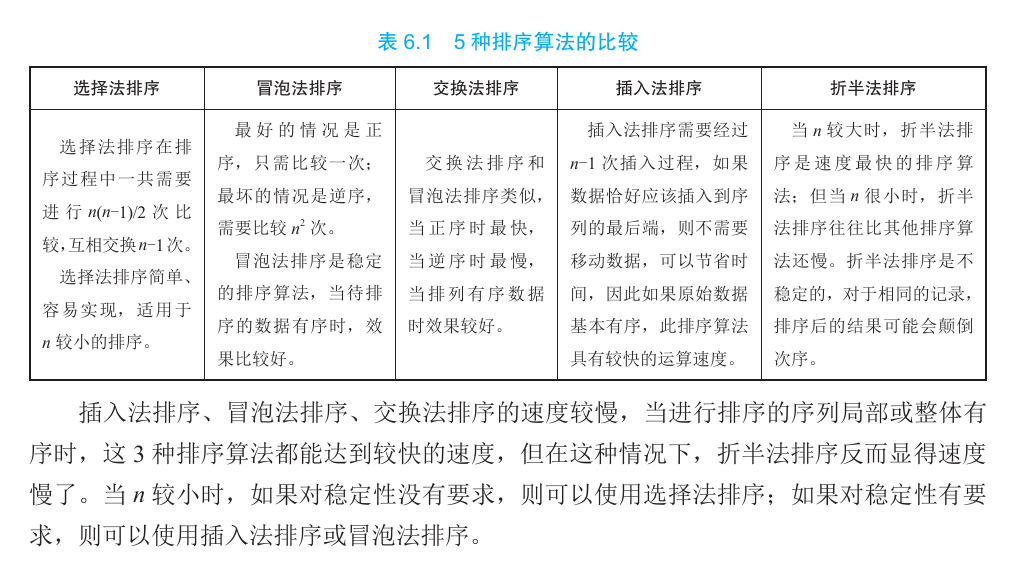 表 6.1 5 种排序算法的比较
选择法排序
冒泡法排序
交换法排序
插入法排序
折半法排序
选择法排序在排
序过程中一共需要
进行 n(n−1)/2 次比
较，互相交换 n−1 次。
选择法排序简单、
容易实现，适用于
n 较小的排序。
最好的情况是正
序，只需比较一次；
最坏的情况是逆序，
需要比较 n² 次。
冒泡法排序是稳定
的排序算法，当待排
序的数据有序时，效
果比较好。
交换法排序和
冒泡法排序类似，
当正序时最快，
当逆序时最慢，
当排列有序数据
时效果较好。
插入法排序需要经过
n−1 次插入过程，如果
数据恰好应该插入到序
列的最后端，则不需要
移动数据，可以节省时
间，因此如果原始数据
基本有序，此排序算法
具有较快的运算速度。
当 n 较大时，折半法排
序是速度最快的排序算
法；但当 n 很小时，折半
法排序往往比其他排序算
法还慢。折半法排序是不
稳定的，对于相同的记录，
排序后的结果可能会颠倒
次序。
插入法排序、冒泡法排序、交换法排序的速度较慢，当进行排序的序列局部或整体有
序时，这 3 种排序算法都能达到较快的速度，但在这种情况下，折半法排序反而显得速度
慢了。当 n 较小时，如果对稳定性没有要求，则可以使用选择法排序；如果对稳定性有要
求，则可以使用插入法排序或冒泡法排序。